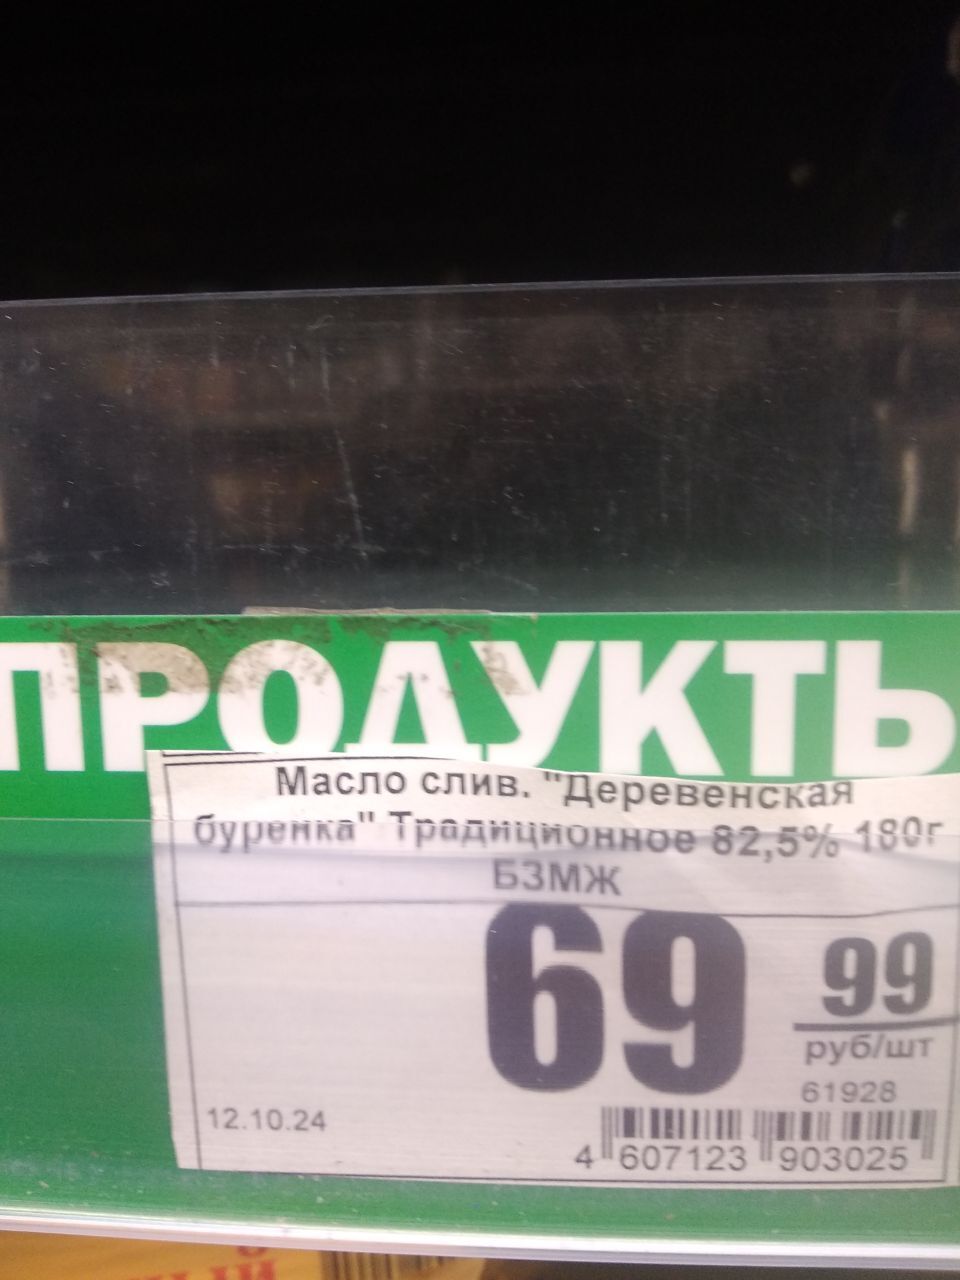 ПРОДУКТЫ
Масло слив. "Деревенская
буренка" Традиционное 82,5% 180г
БЗМЖ
69 99
руб/шт
61928
12.10.24
4 607123 903025